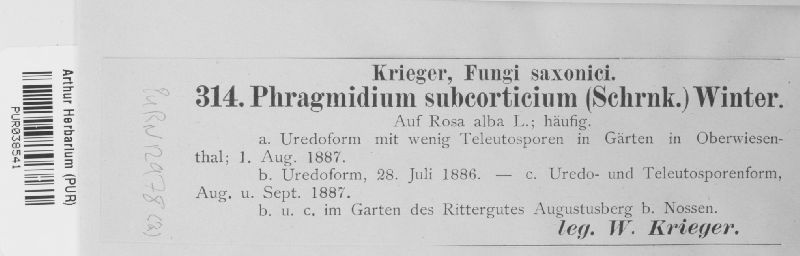 Krieger, Fungi saxonici.
314. Phragmidium subcorticium (Schrnk.) Winter.
Auf Rosa alba L.; häufig.
a. Uredoform mit wenig Teleutosporen in Gärten in Oberwiesen-
thal; 1. Aug. 1887.
b. Uredoform, 28. Juli 1886. — c. Uredo- und Teleutosporenform,
Aug. u. Sept. 1887.
b. u. c. im Garten des Rittergutes Augustusberg b. Nossen.
leg. W. Krieger.
Arthur Herbarium (PUR)
PUR038541
PURN12978 (a)